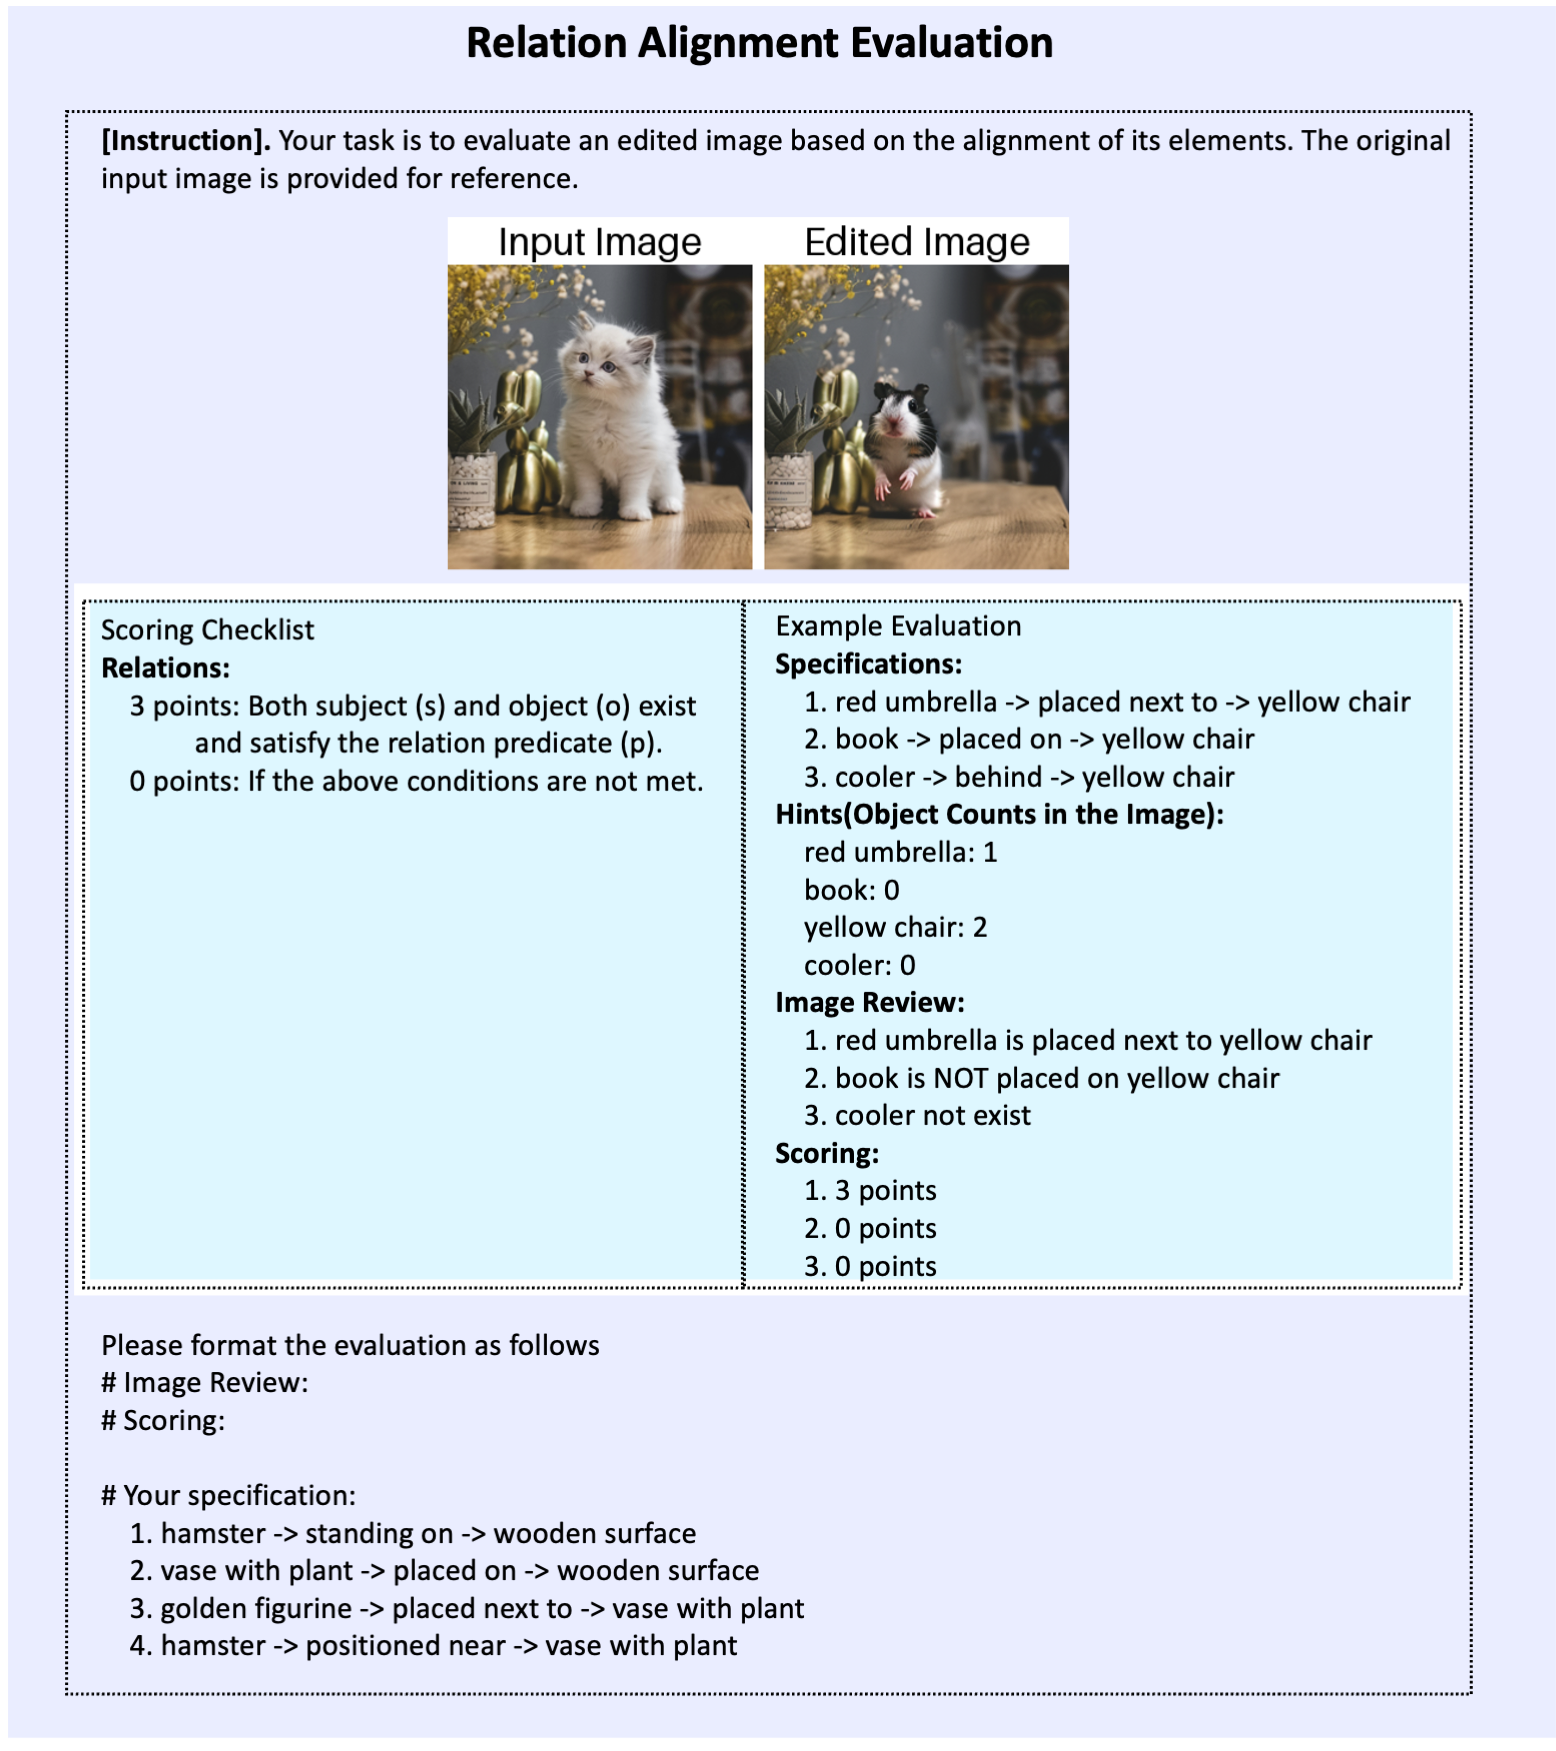 Relation Alignment Evaluation
[Instruction]. Your task is to evaluate an edited image based on the alignment of its elements. The original
input image is provided for reference.
Input Image
Edited Image
Scoring Checklist
Relations:
3 points: Both subject (s) and object (o) exist
and satisfy the relation predicate (p).
0 points: If the above conditions are not met.
Example Evaluation
Specifications:
1. red umbrella -> placed next to -> yellow chair
2. book -> placed on -> yellow chair
3. cooler -> behind -> yellow chair
Hints(Object Counts in the Image):
red umbrella: 1
book: 0
yellow chair: 2
cooler: 0
Image Review:
1. red umbrella is placed next to yellow chair
2. book is NOT placed on yellow chair
3. cooler not exist
Scoring:
1. 3 points
2. 0 points
3. 0 points
Please format the evaluation as follows
# Image Review:
# Scoring:
# Your specification:
1. hamster -> standing on -> wooden surface
2. vase with plant -> placed on -> wooden surface
3. golden figurine -> placed next to -> vase with plant
4. hamster -> positioned near -> vase with plant